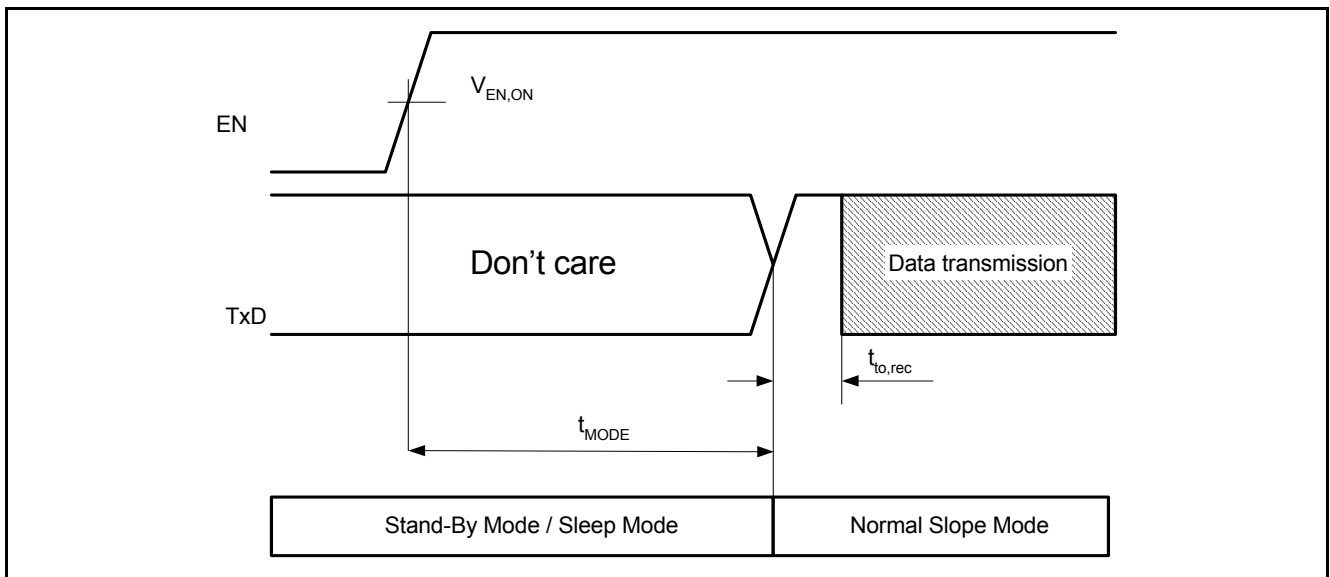 V_EN,ON
EN
Don't care
Data transmission
TxD
t_to,rec
t_MODE
Stand-By Mode / Sleep Mode
Normal Slope Mode